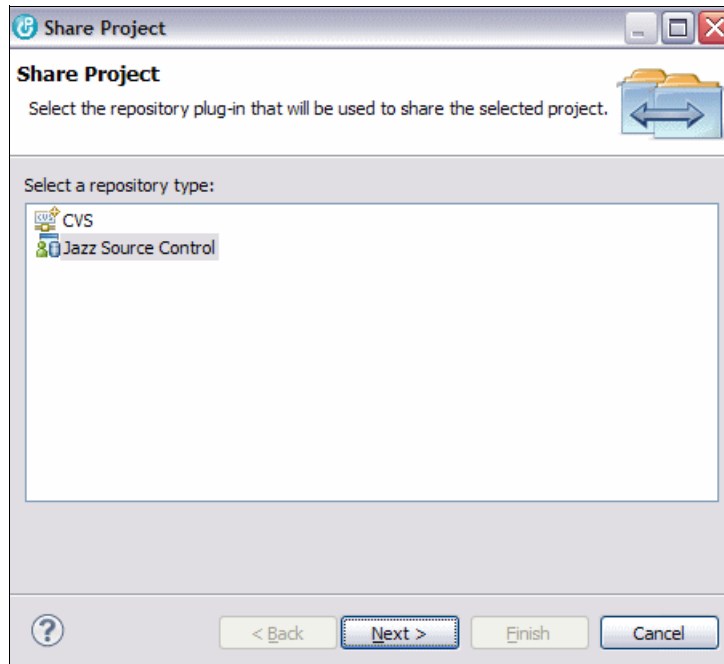 Share Project
Share Project
Select the repository plug-in that will be used to share the selected project.
Select a repository type:
CVS
Jazz Source Control
< Back Next > Finish Cancel